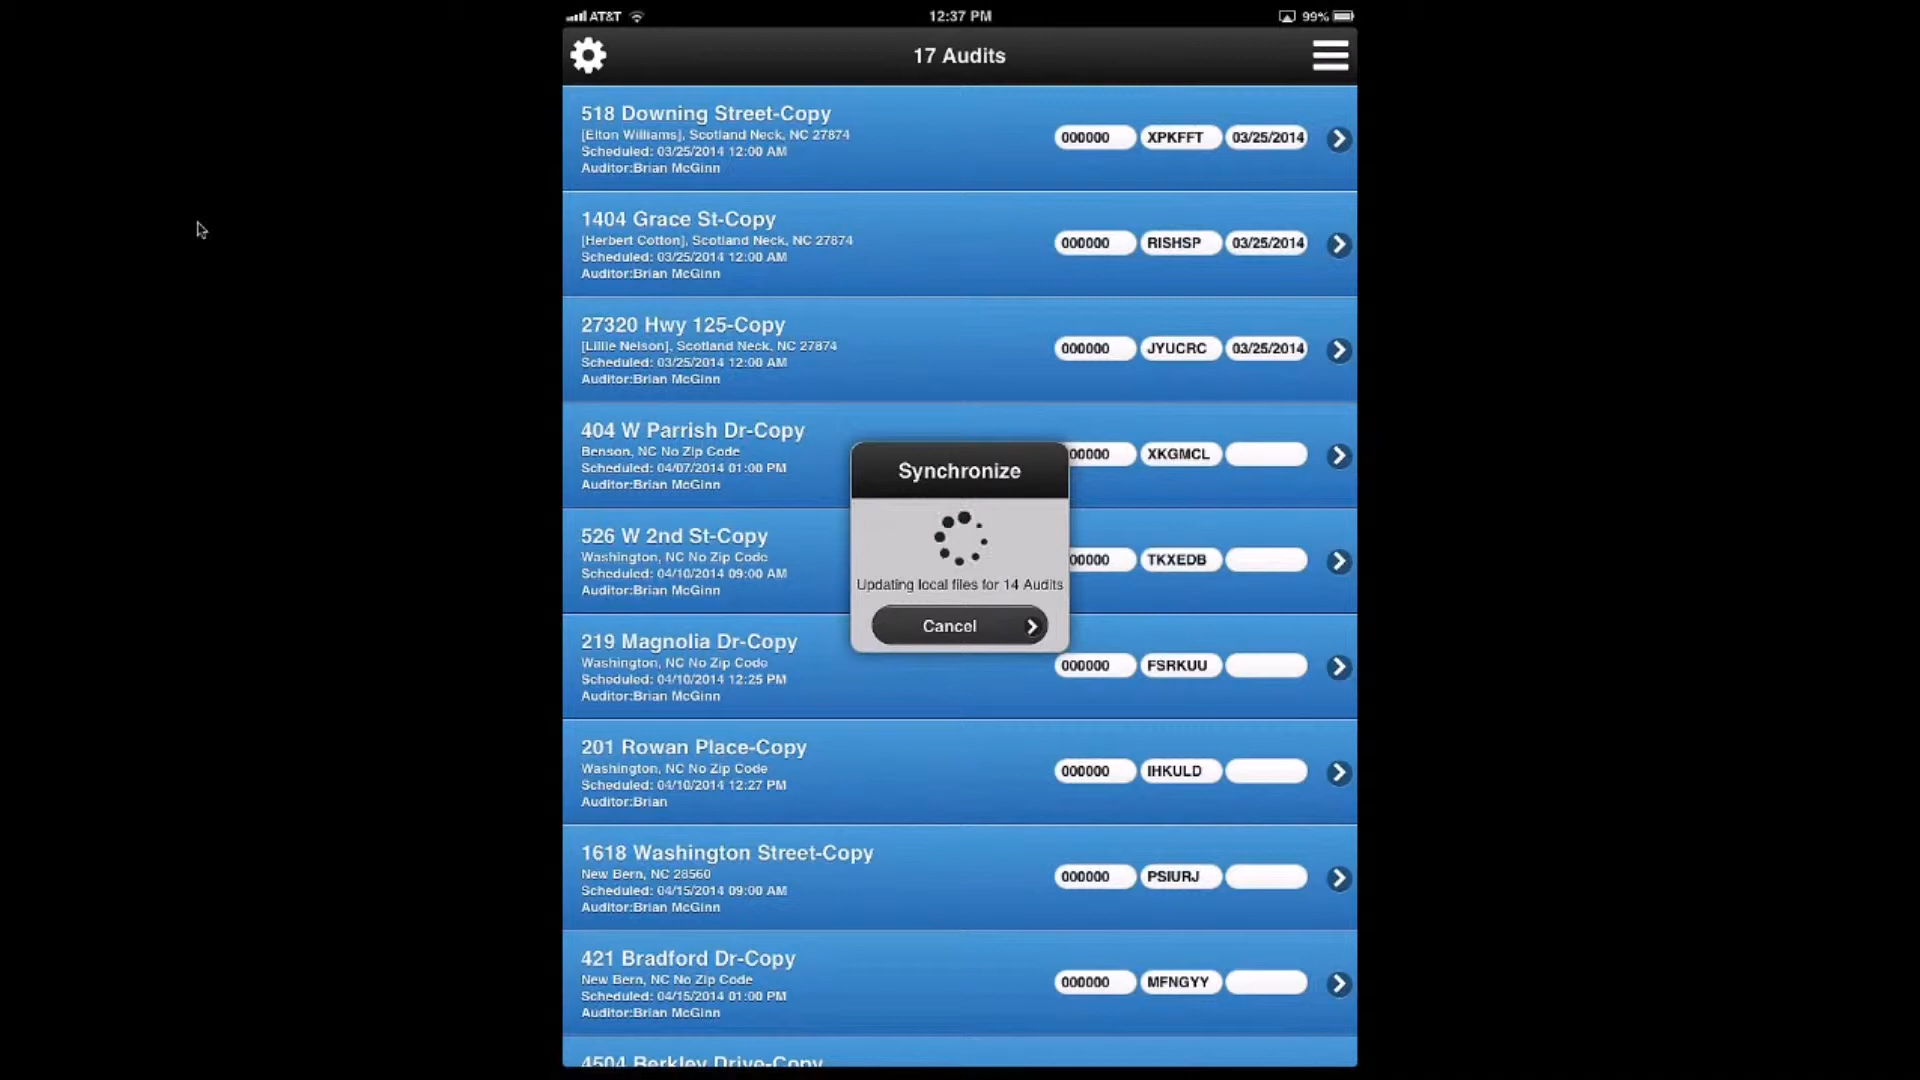 AT&T
12:37 PM
99%
17 Audits
518 Downing Street-Copy
[Elton Williams], Scotland Neck, NC 27874
Scheduled: 03/25/2014 12:00 AM
Auditor:Brian McGinn
000000 XPKFFT 03/25/2014
1404 Grace St-Copy
[Herbert Cotton], Scotland Neck, NC 27874
Scheduled: 03/25/2014 12:00 AM
Auditor:Brian McGinn
000000 RISHSP 03/25/2014
27320 Hwy 125-Copy
[Lillie Nelson], Scotland Neck, NC 27874
Scheduled: 03/25/2014 12:00 AM
Auditor:Brian McGinn
000000 JYUCRC 03/25/2014
404 W Parrish Dr-Copy
Benson, NC No Zip Code
Scheduled: 04/07/2014 01:00 PM
Auditor:Brian McGinn
00000 XKGMCL
Synchronize
Updating local files for 14 Audits
Cancel
526 W 2nd St-Copy
Washington, NC No Zip Code
Scheduled: 04/10/2014 09:00 AM
Auditor:Brian McGinn
00000 TKXEDB
219 Magnolia Dr-Copy
Washington, NC No Zip Code
Scheduled: 04/10/2014 12:25 PM
Auditor:Brian McGinn
000000 FSRKUU
201 Rowan Place-Copy
Washington, NC No Zip Code
Scheduled: 04/10/2014 12:27 PM
Auditor:Brian
000000 IHKULD
1618 Washington Street-Copy
New Bern, NC 28560
Scheduled: 04/15/2014 09:00 AM
Auditor:Brian McGinn
000000 PSIURJ
421 Bradford Dr-Copy
New Bern, NC No Zip Code
Scheduled: 04/15/2014 01:00 PM
Auditor:Brian McGinn
000000 MFNGYY
4504 Berkley Drive-Copy